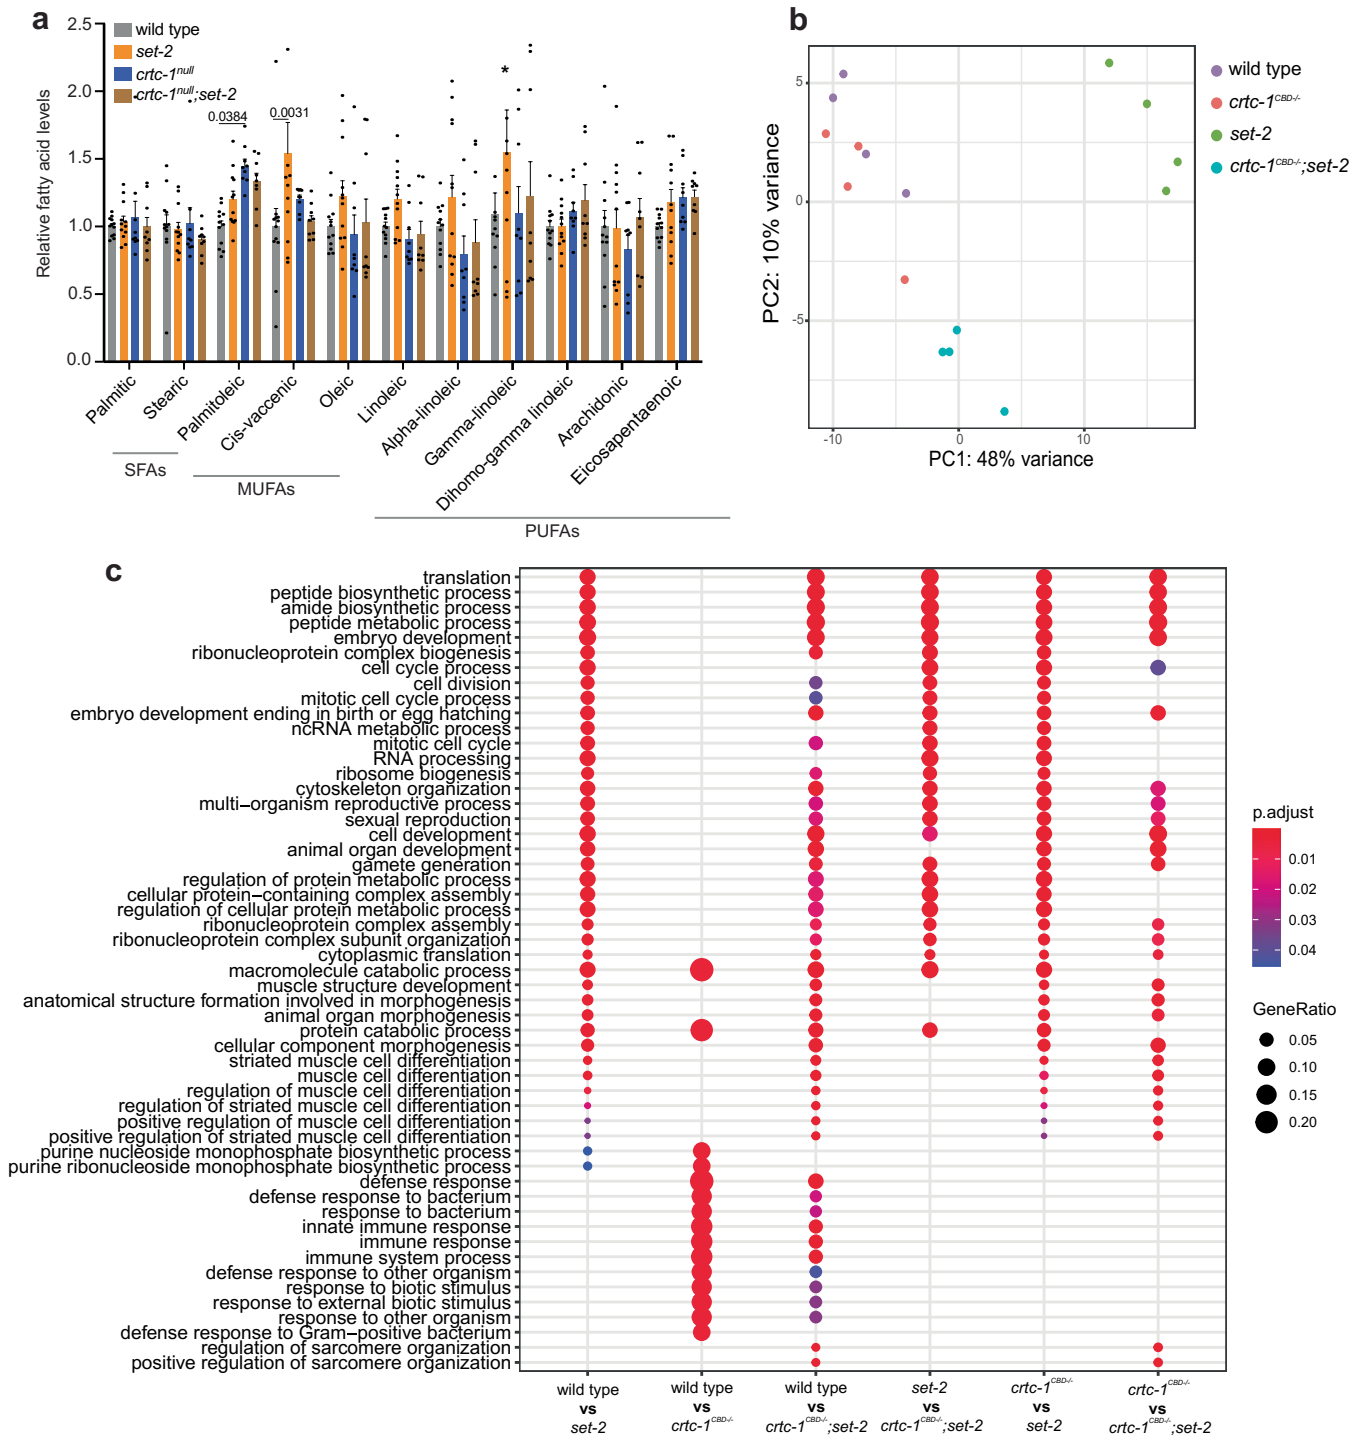 a
2.5
2.0
1.5
1.0
0.5
0.0
Relative fatty acid levels
wild type
set-2
crtc-1null
crtc-1null;set-2
0.0384
0.0031
*
Palmitic
Stearic
Palmitoleic
Cis-vaccenic
Oleic
Linoleic
Alpha-linoleic
Gamma-linoleic
Dihomo-gamma linoleic
Arachidonic
Eicosapentaenoic
SFAs
MUFAs
PUFAs
b
5
0
-5
PC2: 10% variance
-10
0
10
PC1: 48% variance
wild type
crtc-1CBD-/-
set-2
crtc-1CBD-/-;set-2
c
translation
peptide biosynthetic process
amide biosynthetic process
peptide metabolic process
embryo development
ribonucleoprotein complex biogenesis
cell cycle process
cell division
mitotic cell cycle process
embryo development ending in birth or egg hatching
ncRNA metabolic process
mitotic cell cycle
RNA processing
ribosome biogenesis
cytoskeleton organization
multi−organism reproductive process
sexual reproduction
cell development
animal organ development
gamete generation
regulation of protein metabolic process
cellular protein−containing complex assembly
regulation of cellular protein metabolic process
ribonucleoprotein complex assembly
ribonucleoprotein complex subunit organization
cytoplasmic translation
macromolecule catabolic process
muscle structure development
anatomical structure formation involved in morphogenesis
animal organ morphogenesis
protein catabolic process
cellular component morphogenesis
striated muscle cell differentiation
muscle cell differentiation
regulation of muscle cell differentiation
regulation of striated muscle cell differentiation
positive regulation of muscle cell differentiation
positive regulation of striated muscle cell differentiation
purine nucleoside monophosphate biosynthetic process
purine ribonucleoside monophosphate biosynthetic process
defense response
defense response to bacterium
response to bacterium
innate immune response
immune response
immune system process
defense response to other organism
response to biotic stimulus
response to external biotic stimulus
response to other organism
defense response to Gram−positive bacterium
regulation of sarcomere organization
positive regulation of sarcomere organization
wild type
vs
set-2
wild type
vs
crtc-1CBD-/-
wild type
vs
crtc-1CBD-/-;set-2
set-2
vs
crtc-1CBD-/-;set-2
crtc-1CBD-/-
vs
set-2
crtc-1CBD-/-
vs
crtc-1CBD-/-;set-2
p.adjust
0.01
0.02
0.03
0.04
GeneRatio
0.05
0.10
0.15
0.20